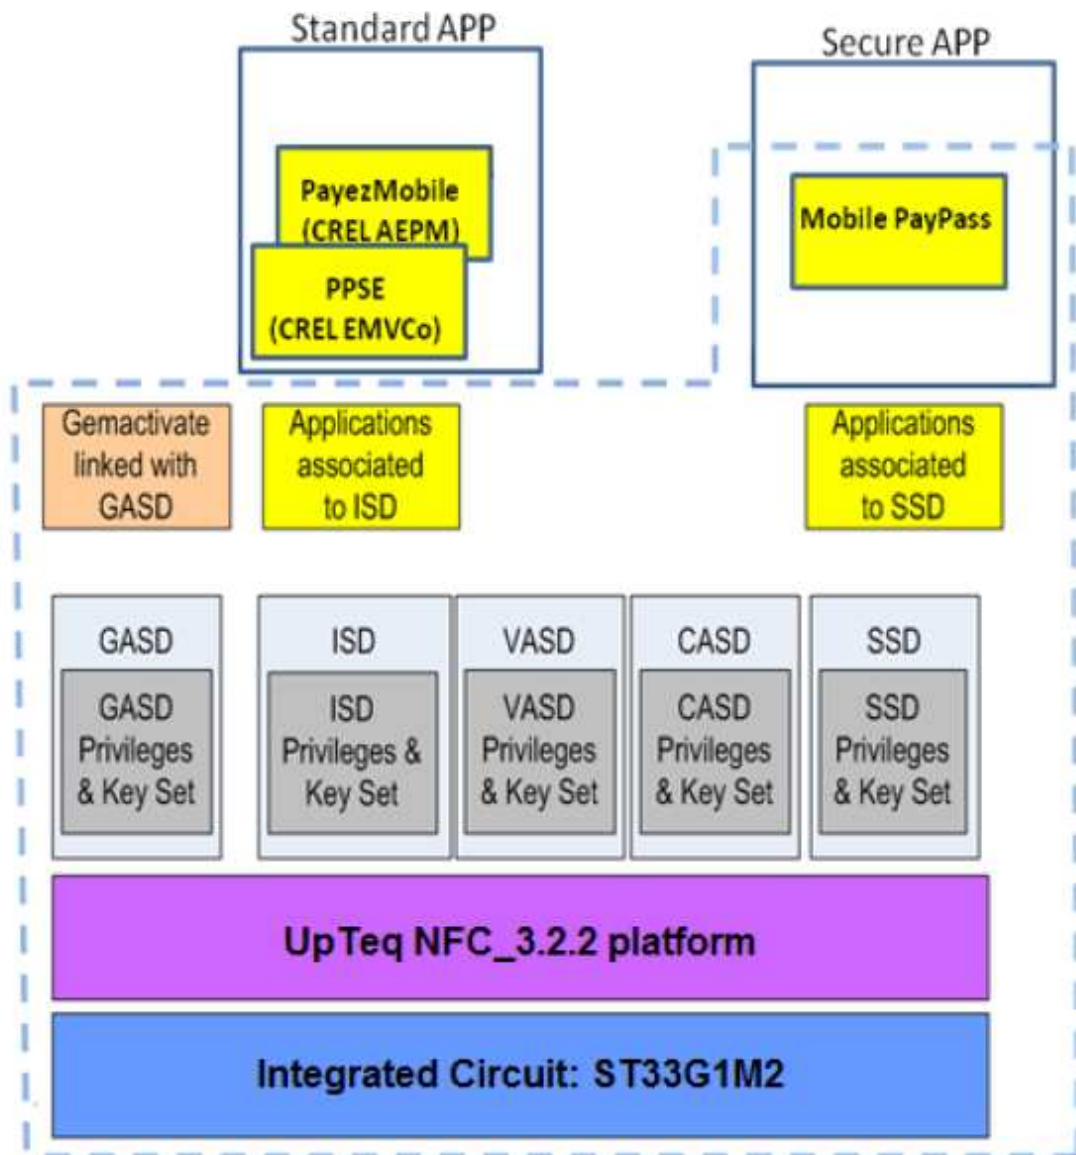 Standard APP
Secure APP
PayezMobile
(CREL AEPM)
PPSE
(CREL EMVCo)
Mobile PayPass
Gemactivate
linked with
GASD
Applications
associated
to ISD
Applications
associated
to SSD
GASD
GASD
Privileges
& Key Set
ISD
ISD
Privileges &
Key Set
VASD
VASD
Privileges
& Key Set
CASD
CASD
Privileges
& Key Set
SSD
SSD
Privileges
& Key Set
UpTeq NFC_3.2.2 platform
Integrated Circuit: ST33G1M2